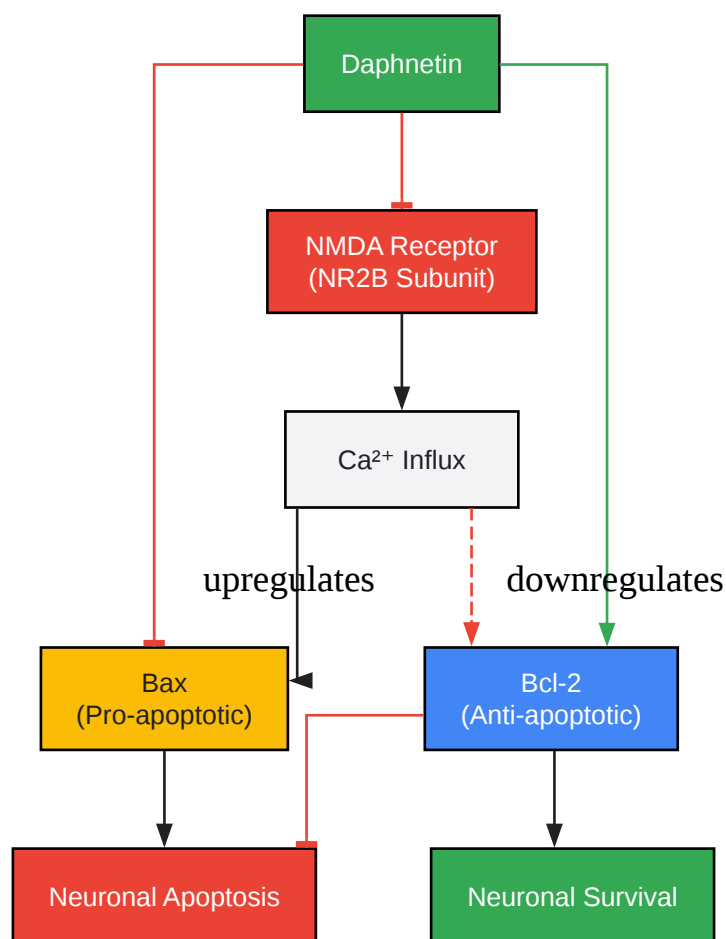 Daphnetin
NMDA Receptor
(NR2B Subunit)
Ca²⁺ Influx
upregulates
downregulates
Bax
(Pro-apoptotic)
Bcl-2
(Anti-apoptotic)
Neuronal Apoptosis
Neuronal Survival